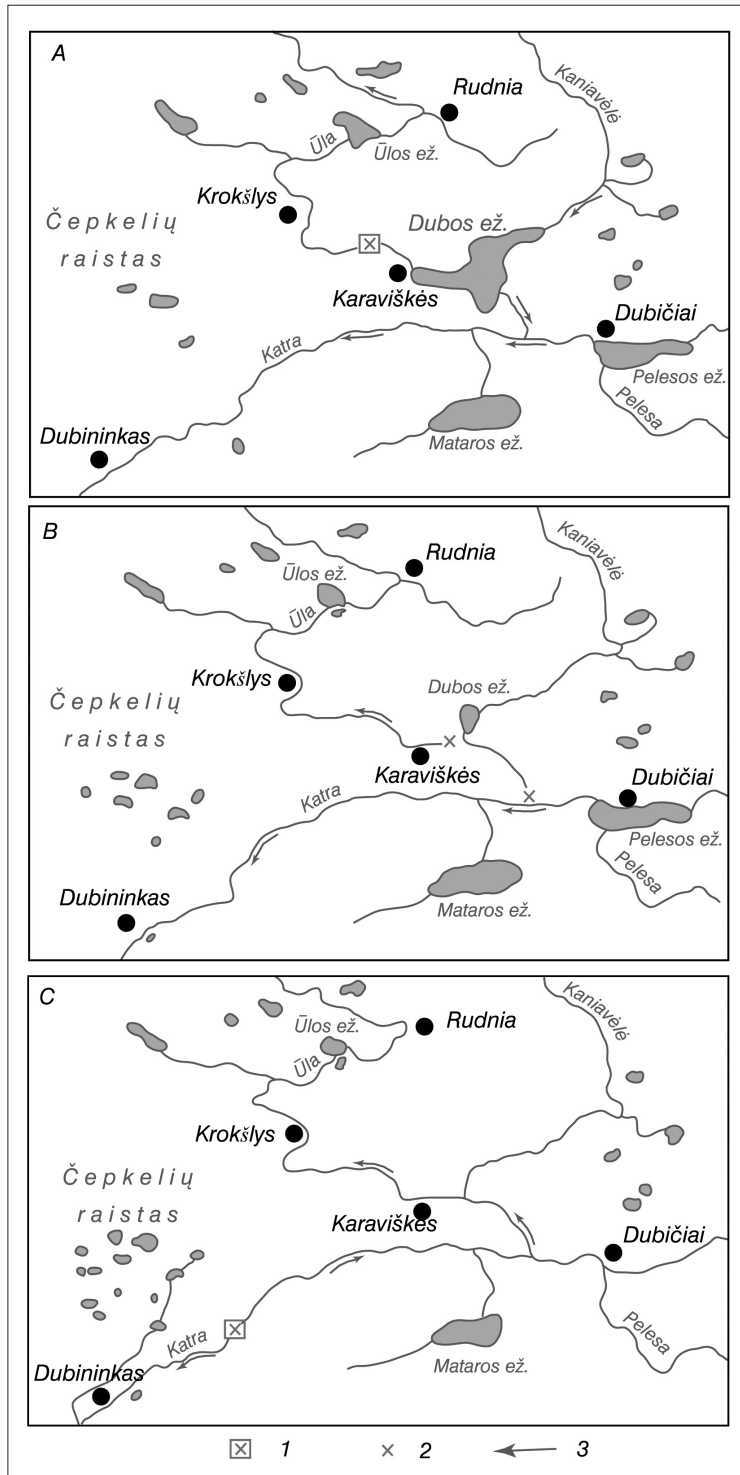 A
Kaniavėlė
Rudnia
Ūla
Ūlos ež.
Krokšlys
Čepkelių
raistas
Dubos ež.
Karaviškės
Dubičiai
Katra
Pelesos ež.
Pelesa
Mataros ež.
Dubininkas
B
Kaniavėlė
Rudnia
Ūlos ež.
Ūla
Krokšlys
Dubos ež.
Čepkelių
raistas
Karaviškės
Katra
Dubičiai
Pelesos ež.
Pelesa
Mataros ež.
Dubininkas
C
Kaniavėlė
Rudnia
Ūlos ež.
Ūla
Krokšlys
Čepkelių
raistas
Karaviškės
Dubičiai
Pelesa
Katra
Mataros ež.
Dubininkas
1
2
3